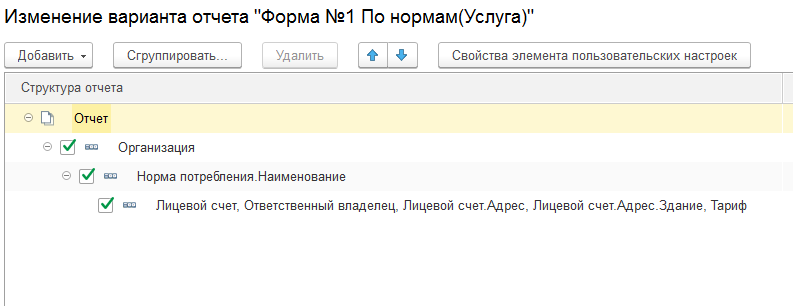 Изменение варианта отчета "Форма №1 По нормам(Услуга)"
Добавить Сгруппировать... Удалить Свойства элемента пользовательских настроек
Структура отчета
Отчет
Организация
Норма потребления.Наименование
Лицевой счет, Ответственный владелец, Лицевой счет.Адрес, Лицевой счет.Адрес.Здание, Тариф